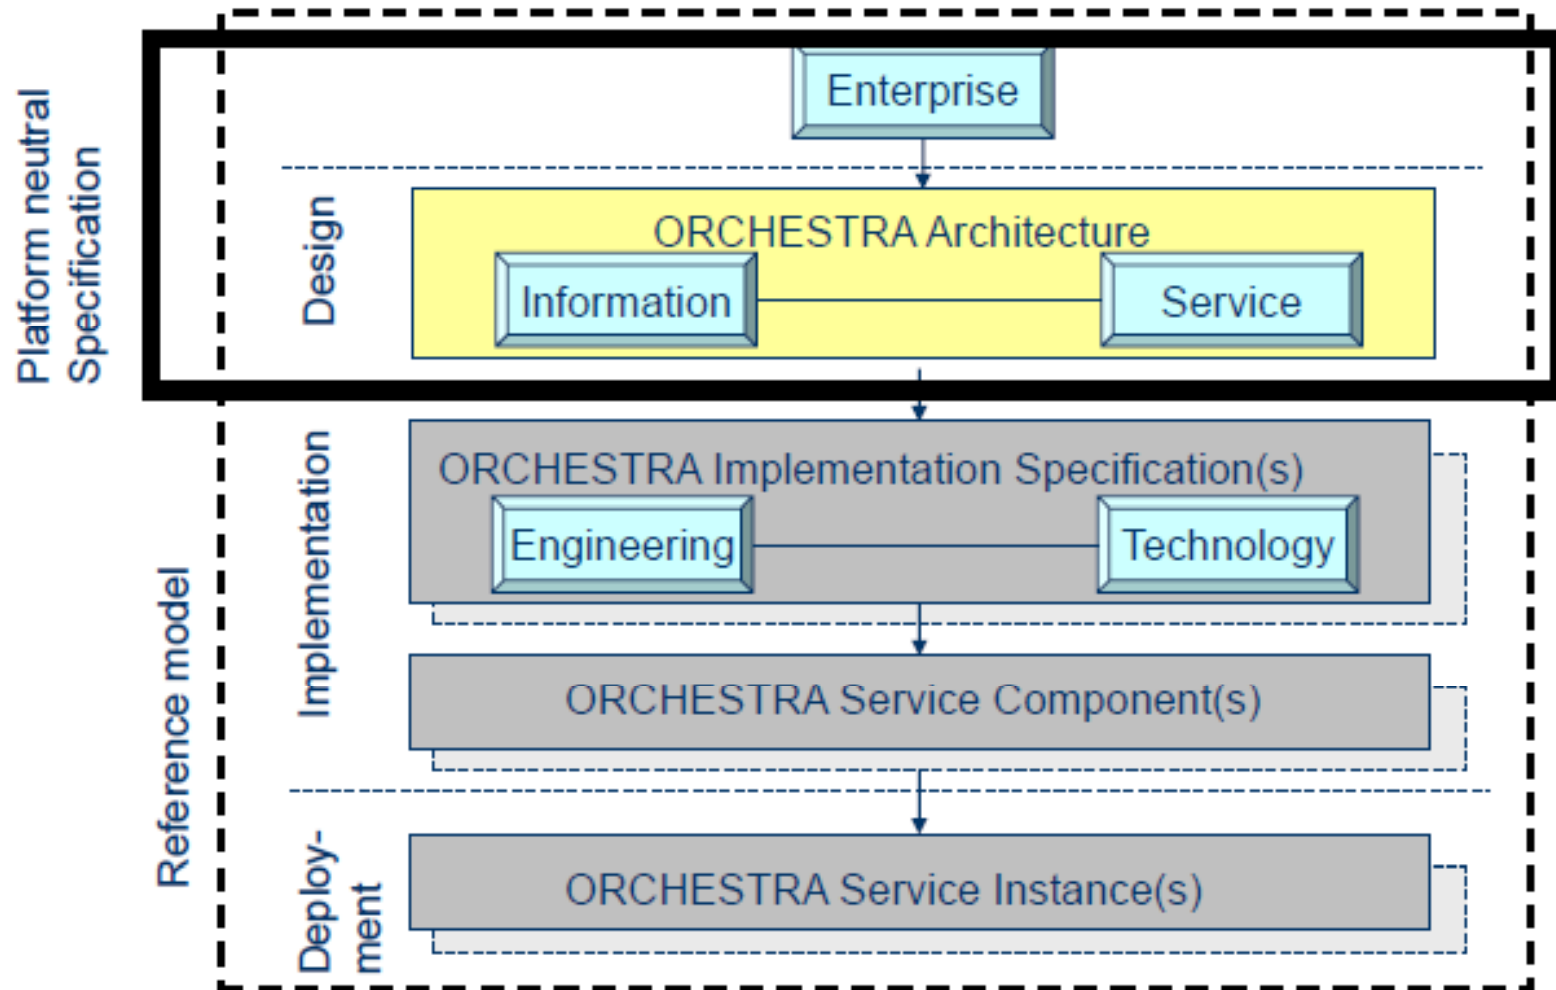 Platform neutral
Specification
Enterprise
Design
ORCHESTRA Architecture
Information
Service
Reference model
Implementation
ORCHESTRA Implementation Specification(s)
Engineering
Technology
ORCHESTRA Service Component(s)
Deploy-
ment
ORCHESTRA Service Instance(s)